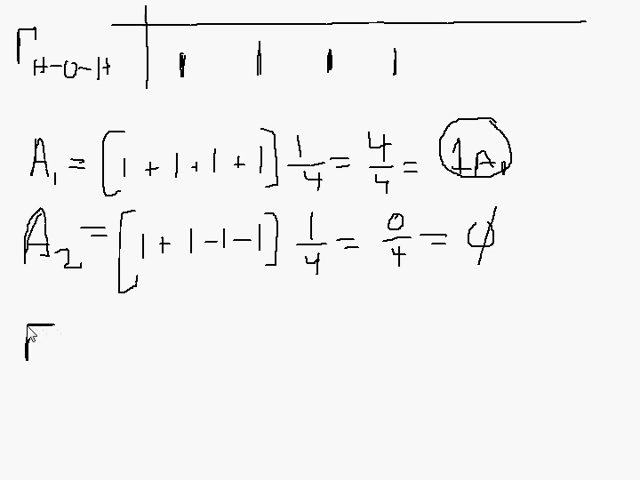 Γ H-O-H | 1 1 1 1
A₁ = [1 + 1 + 1 + 1] 1/4 = 4/4 = 1A₁
A₂ = [1 + 1 - 1 - 1] 1/4 = 0/4 = φ
Γ